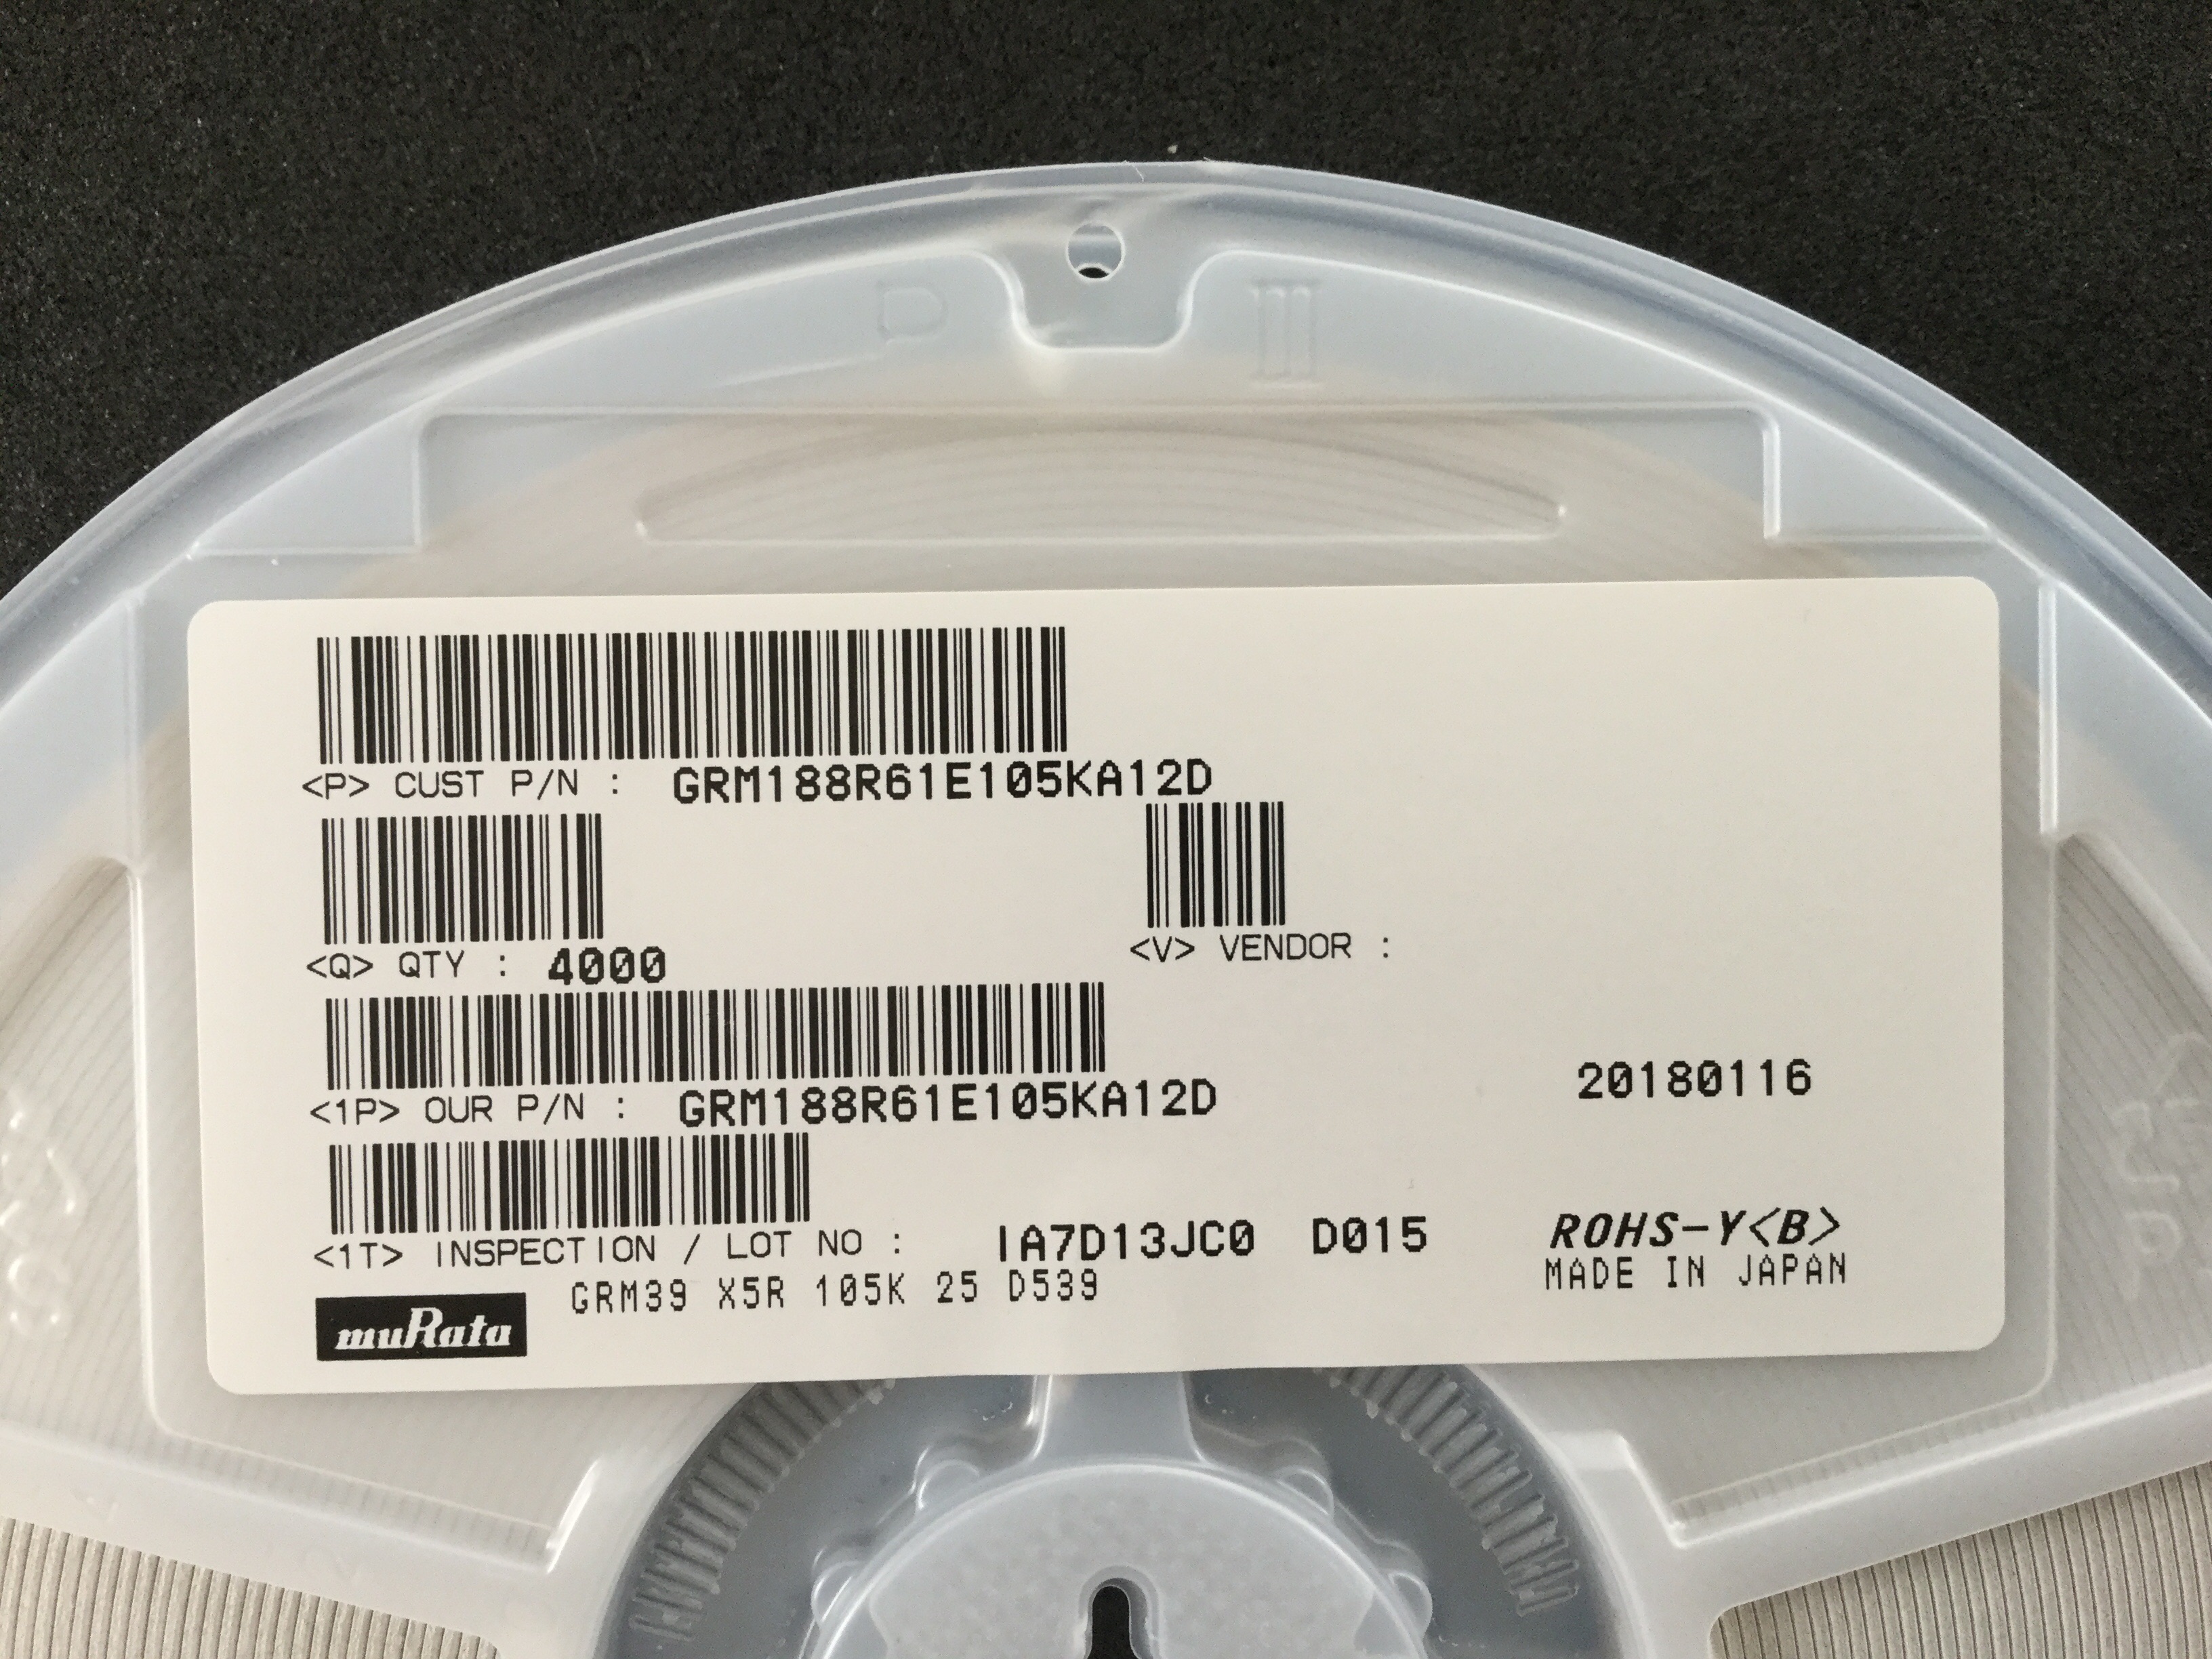 <P> CUST P/N : GRM188R61E105KA12D
<Q> QTY : 4000
<V> VENDOR :
<1P> OUR P/N : GRM188R61E105KA12D
20180116
<1T> INSPECTION / LOT NO : IA7D13JC0 D015
ROHS-Y<B>
GRM39 X5R 105K 25 D539
MADE IN JAPAN
muRata